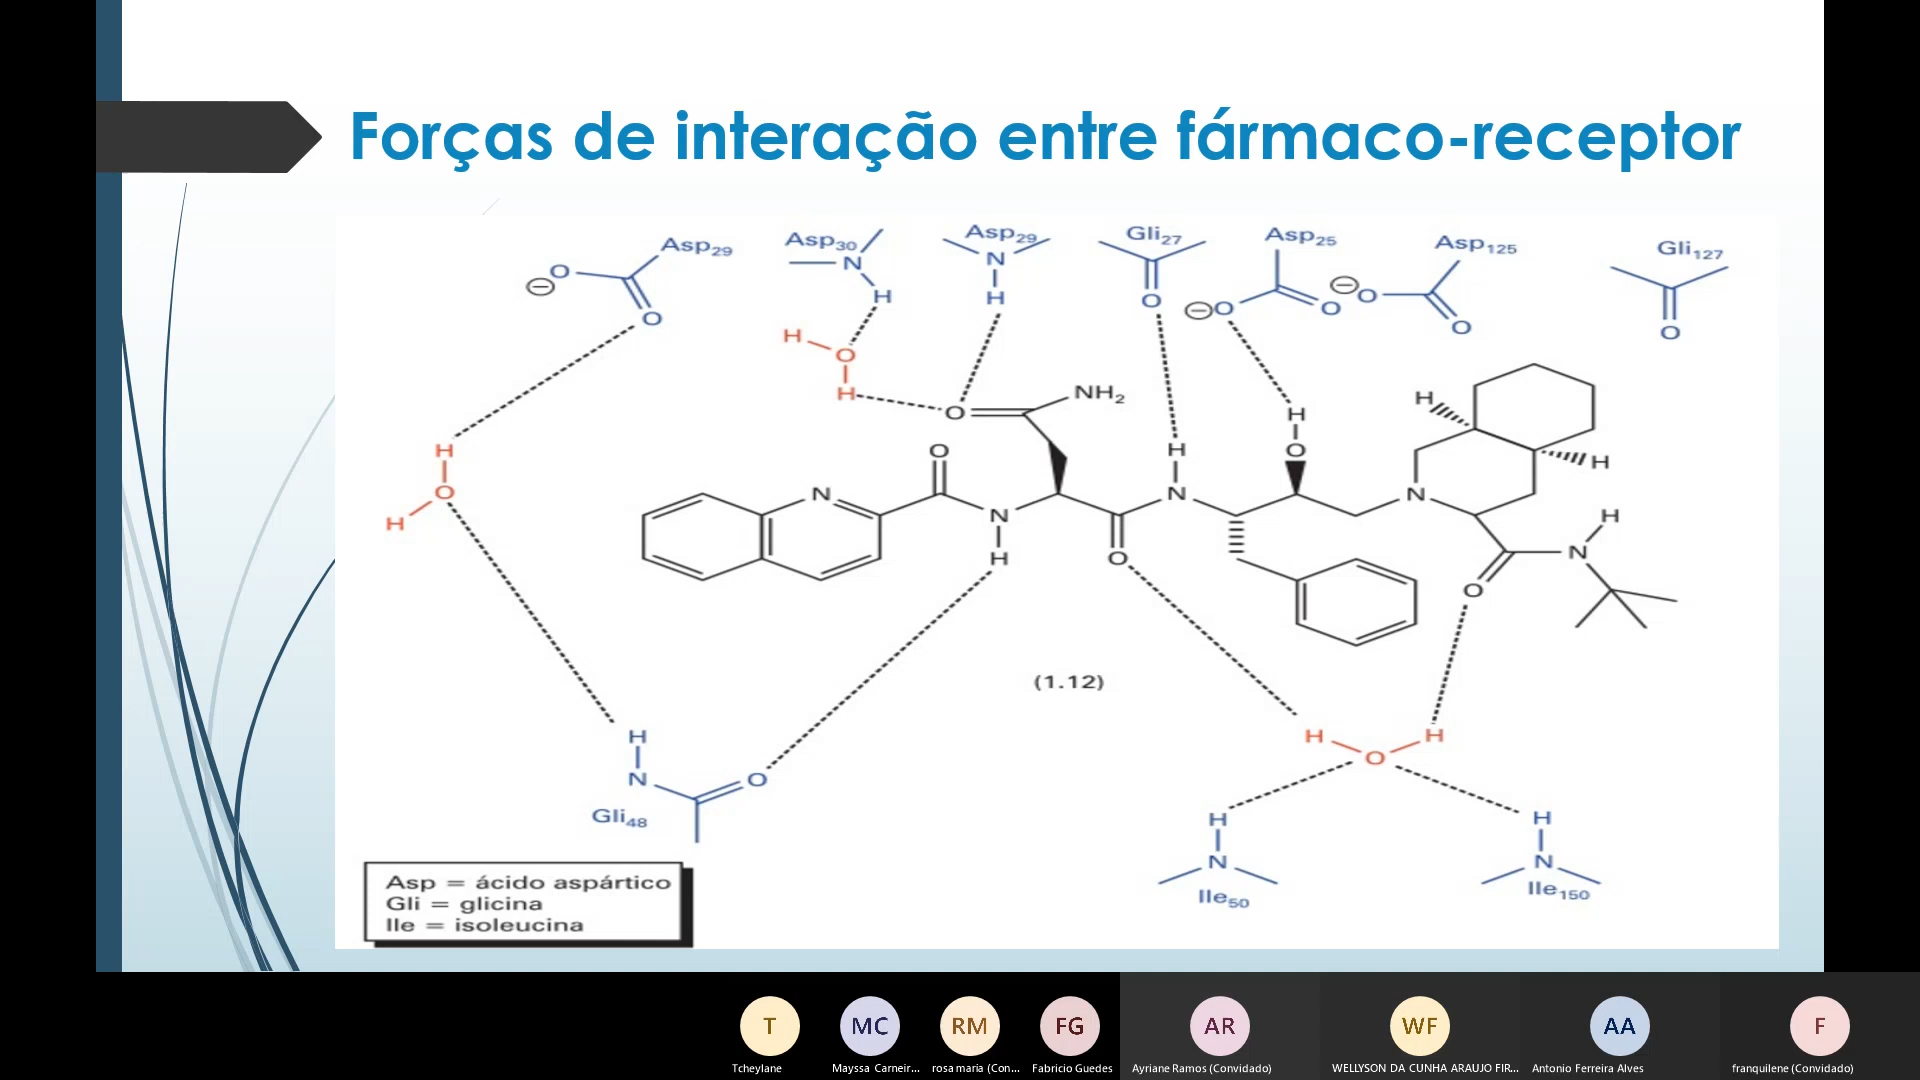 Forças de interação entre fármaco-receptor
Asp29
Asp30
Asp29
Gli27
Asp25
Asp125
Gli127
⊖ O
O
N
H
N
H
O
⊖ O
O
⊖ O
O
O
H
O
H
H
O
H
O
NH2
H
N
H
O
H
H
N
O
N
H
O
N
O
H
N
H
O
(1.12)
H
O
H
H
N
O
Gli48
H
N
Ile50
H
N
Ile150
Asp = ácido aspártico
Gli = glicina
Ile = isoleucina
T
MC
RM
FG
AR
WF
AA
F
Tcheylane
Mayssa Carneir...
rosa maria (Con...
Fabricio Guedes
Ayriane Ramos (Convidado)
WELLYSON DA CUNHA ARAUJO FIR...
Antonio Ferreira Alves
franquilene (Convidado)